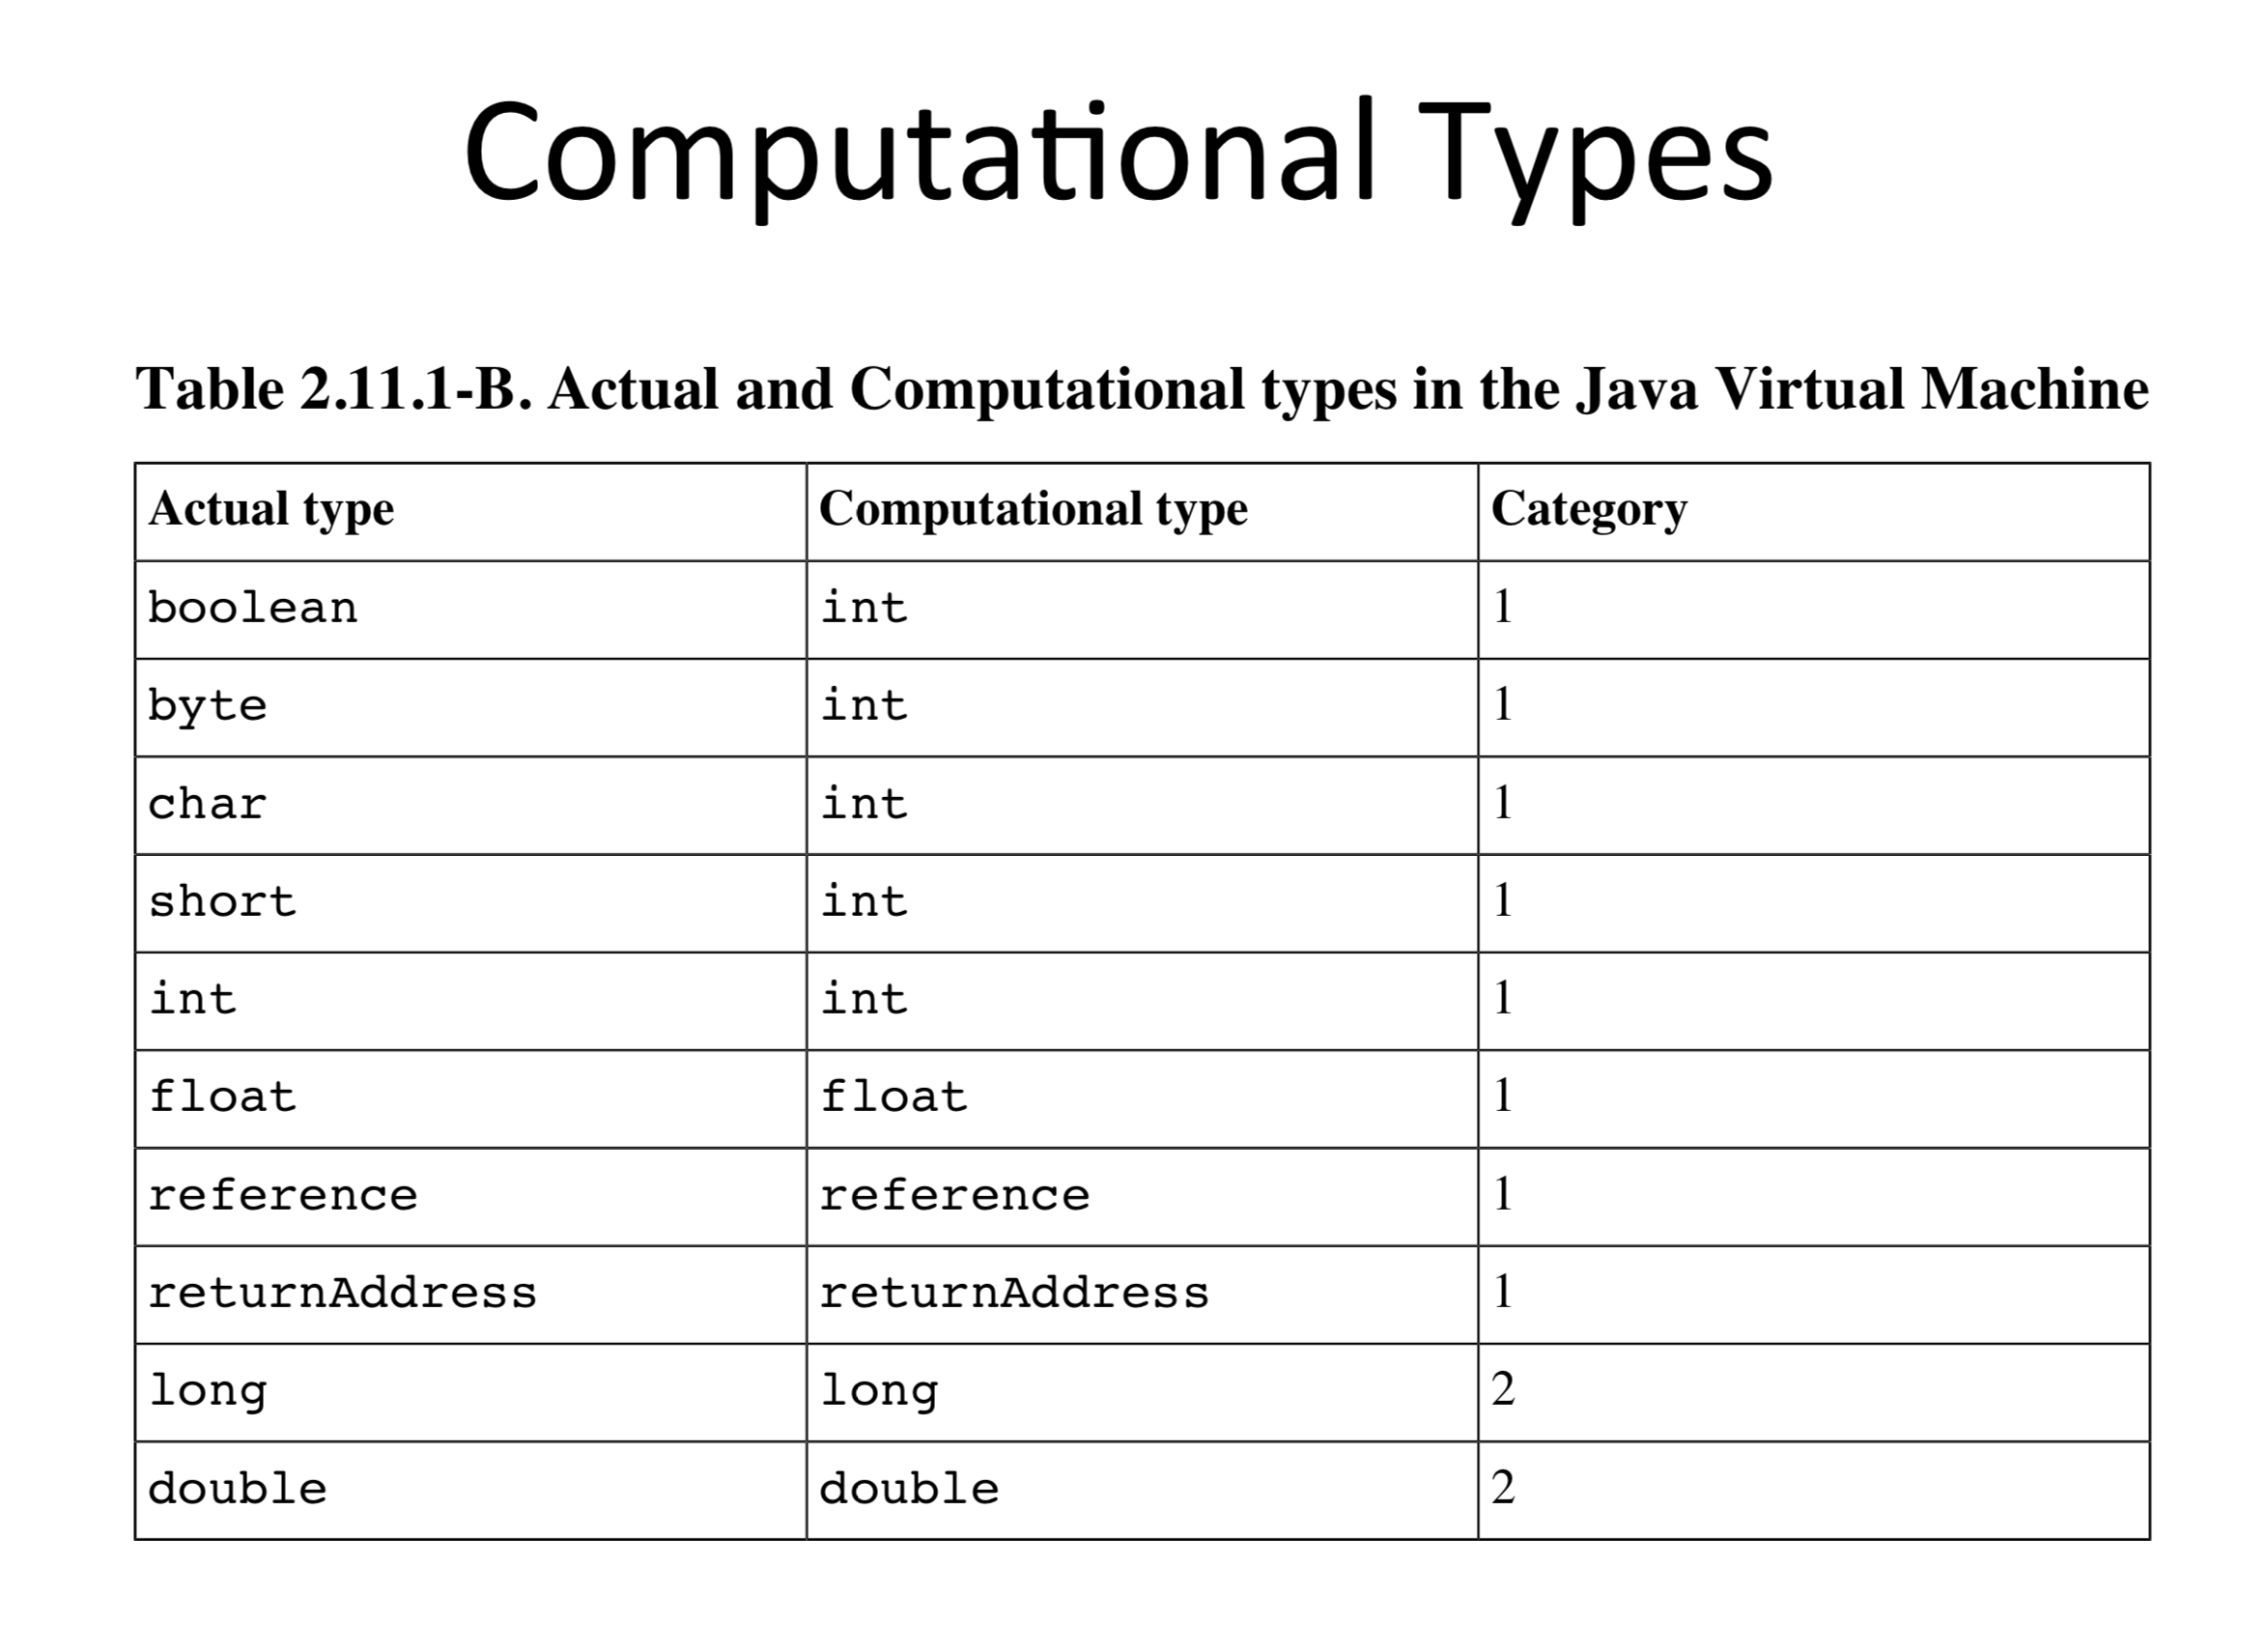 Computational Types
Table 2.11.1-B. Actual and Computational types in the Java Virtual Machine
Actual type Computational type Category
boolean int 1
byte int 1
char int 1
short int 1
int int 1
float float 1
reference reference 1
returnAddress returnAddress 1
long long 2
double double 2